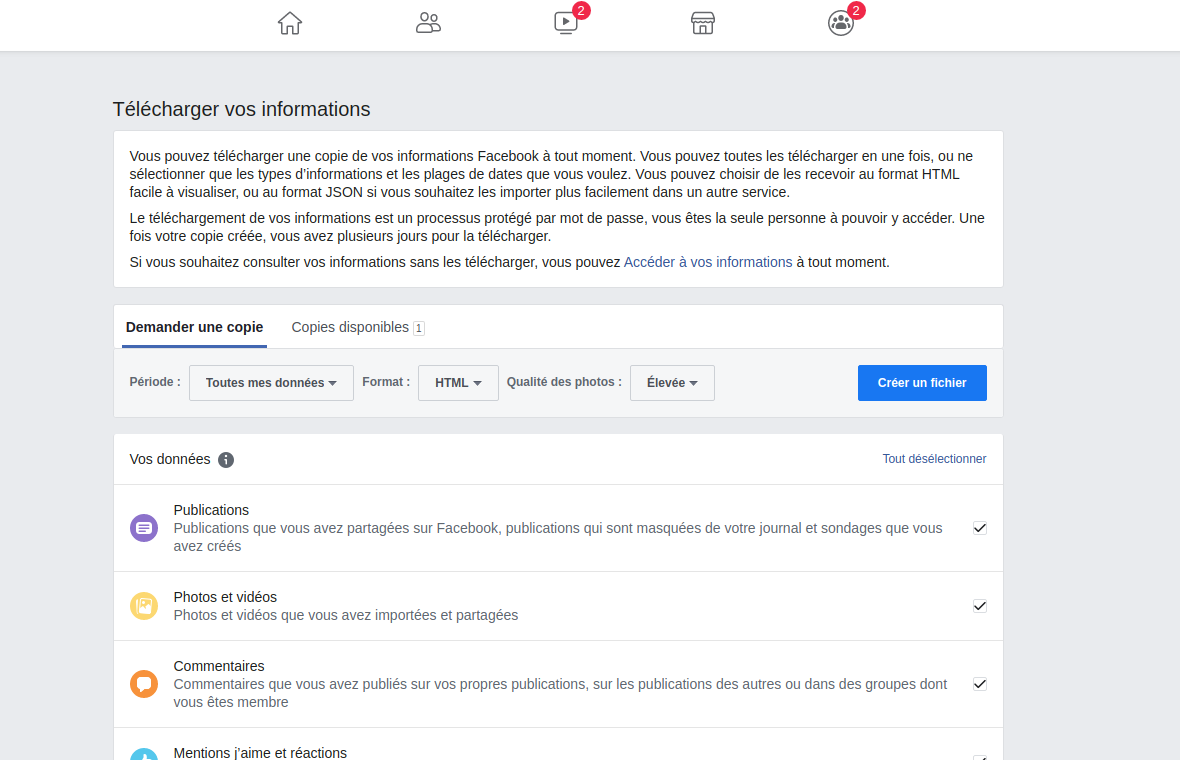 2
2
Télécharger vos informations
Vous pouvez télécharger une copie de vos informations Facebook à tout moment. Vous pouvez toutes les télécharger en une fois, ou ne
sélectionner que les types d'informations et les plages de dates que vous voulez. Vous pouvez choisir de les recevoir au format HTML
facile à visualiser, ou au format JSON si vous souhaitez les importer plus facilement dans un autre service.
Le téléchargement de vos informations est un processus protégé par mot de passe, vous êtes la seule personne à pouvoir y accéder. Une
fois votre copie créée, vous avez plusieurs jours pour la télécharger.
Si vous souhaitez consulter vos informations sans les télécharger, vous pouvez Accéder à vos informations à tout moment.
Demander une copie Copies disponibles 1
Période : Toutes mes données Format : HTML Qualité des photos : Élevée Créer un fichier
Vos données Tout désélectionner
Publications
Publications que vous avez partagées sur Facebook, publications qui sont masquées de votre journal et sondages que vous
avez créés
Photos et vidéos
Photos et vidéos que vous avez importées et partagées
Commentaires
Commentaires que vous avez publiés sur vos propres publications, sur les publications des autres ou dans des groupes dont
vous êtes membre
Mentions j'aime et réactions